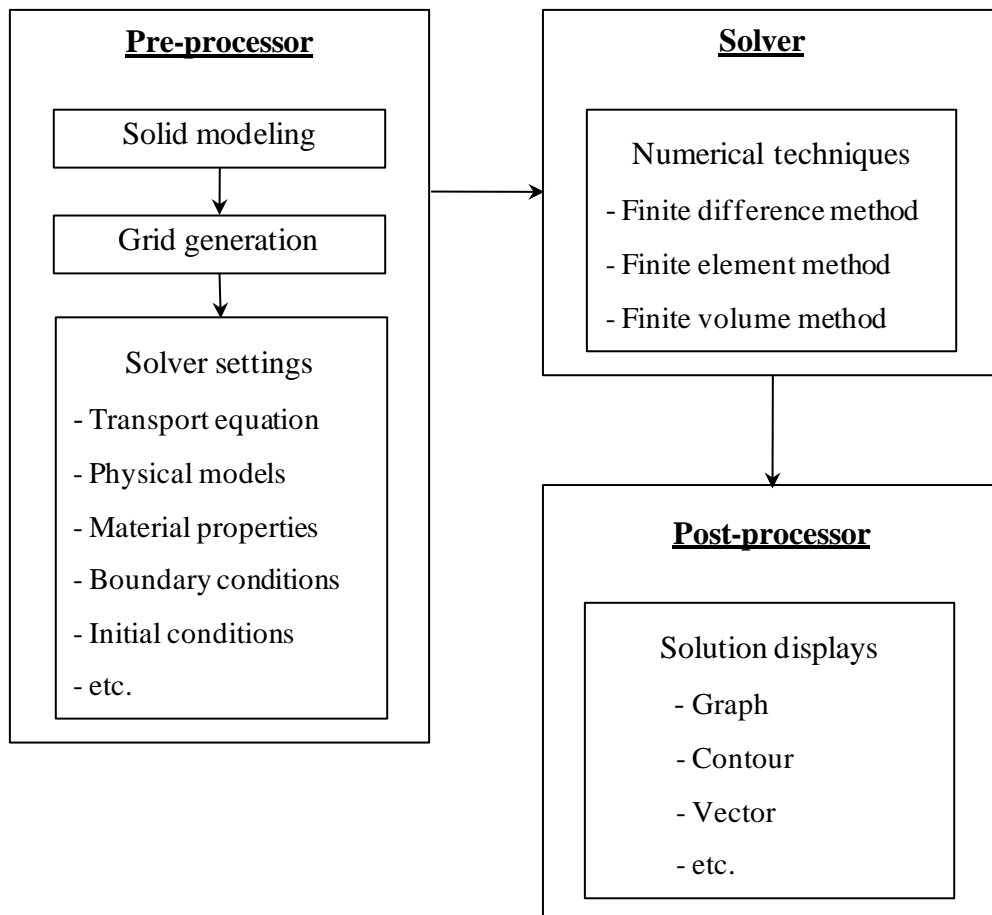 Pre-processor
Solid modeling
Grid generation
Solver settings
- Transport equation
- Physical models
- Material properties
- Boundary conditions
- Initial conditions
- etc.
Solver
Numerical techniques
- Finite difference method
- Finite element method
- Finite volume method
Post-processor
Solution displays
- Graph
- Contour
- Vector
- etc.